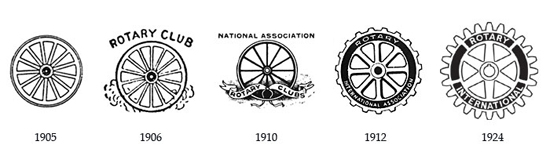 ROTARY CLUB
NATIONAL ASSOCIATION
ROTARY CLUBS
ROTARY
INTERNATIONAL ASSOCIATION
ROTARY
INTERNATIONAL
1905
1906
1910
1912
1924